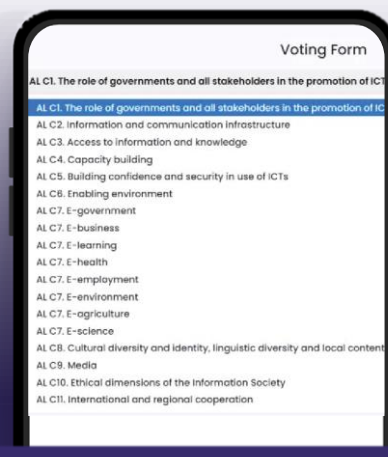 Voting Form
AL C1. The role of governments and all stakeholders in the promotion of ICT
AL C1. The role of governments and all stakeholders in the promotion of IC
AL C2. Information and communication infrastructure
AL C3. Access to information and knowledge
AL C4. Capacity building
AL C5. Building confidence and security in use of ICTs
AL C6. Enabling environment
AL C7. E-government
AL C7. E-business
AL C7. E-learning
AL C7. E-health
AL C7. E-employment
AL C7. E-environment
AL C7. E-agriculture
AL C7. E-science
AL C8. Cultural diversity and identity, linguistic diversity and local content
AL C9. Media
AL C10. Ethical dimensions of the Information Society
AL C11. International and regional cooperation